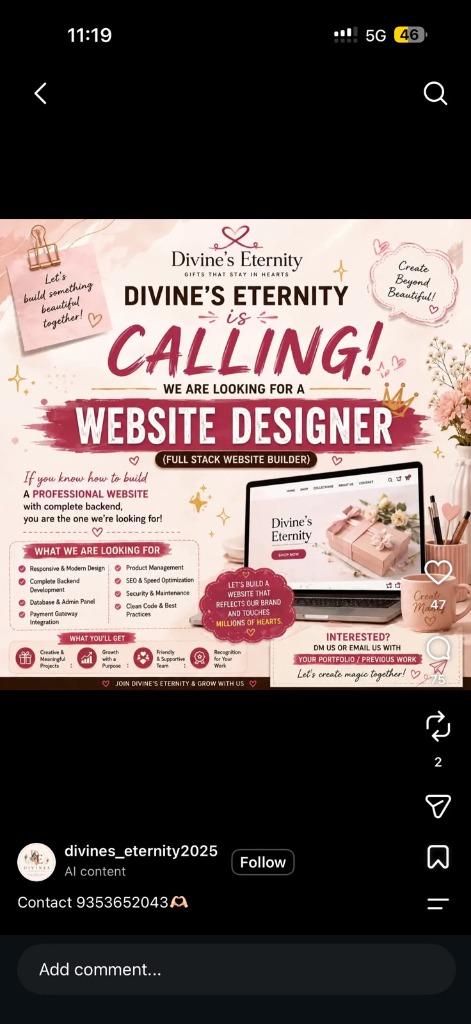 11:19
5G
46
Let's
build something
beautiful
together!
Divine's Eternity
GIFTS THAT STAY IN HEARTS
Create
Beyond
Beautiful!
DIVINE'S ETERNITY
is
CALLING!
WE ARE LOOKING FOR A
WEBSITE DESIGNER
(FULL STACK WEBSITE BUILDER)
If you know how to build
A PROFESSIONAL WEBSITE
with complete backend,
you are the one we're looking for!
WHAT WE ARE LOOKING FOR
Responsive & Modern Design
Complete Backend
Development
Database & Admin Panel
Payment Gateway
Integration
Product Management
SEO & Speed Optimization
Security & Maintenance
Clean Code & Best
Practices
HOME SHOP COLLECTIONS ABOUT US CONTACT
Divine's
Eternity
SHOP NOW
LET'S BUILD A
WEBSITE THAT
REFLECTS OUR BRAND
AND TOUCHES
MILLIONS OF HEARTS.
WHAT YOU'LL GET
Creative &
Meaningful
Projects
Growth
with a
Purpose
Friendly
& Supportive
Team
Recognition
for Your
Work
INTERESTED?
DM US OR EMAIL US WITH
YOUR PORTFOLIO / PREVIOUS WORK
Let's create magic together!
JOIN DIVINE'S ETERNITY & GROW WITH US
47
75
2
divines_eternity2025
AI content
Follow
Contact 9353652043🫶🏻
Add comment...